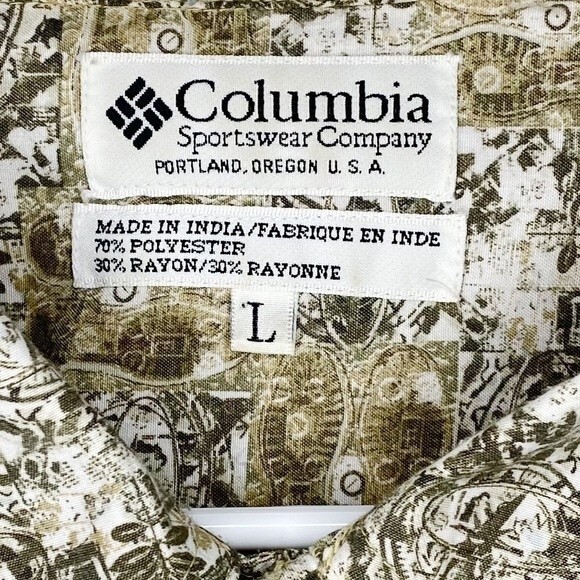 Columbia
Sportswear Company
PORTLAND, OREGON U.S.A.
MADE IN INDIA/FABRIQUE EN INDE
70% POLYESTER
30% RAYON/30% RAYONNE
L